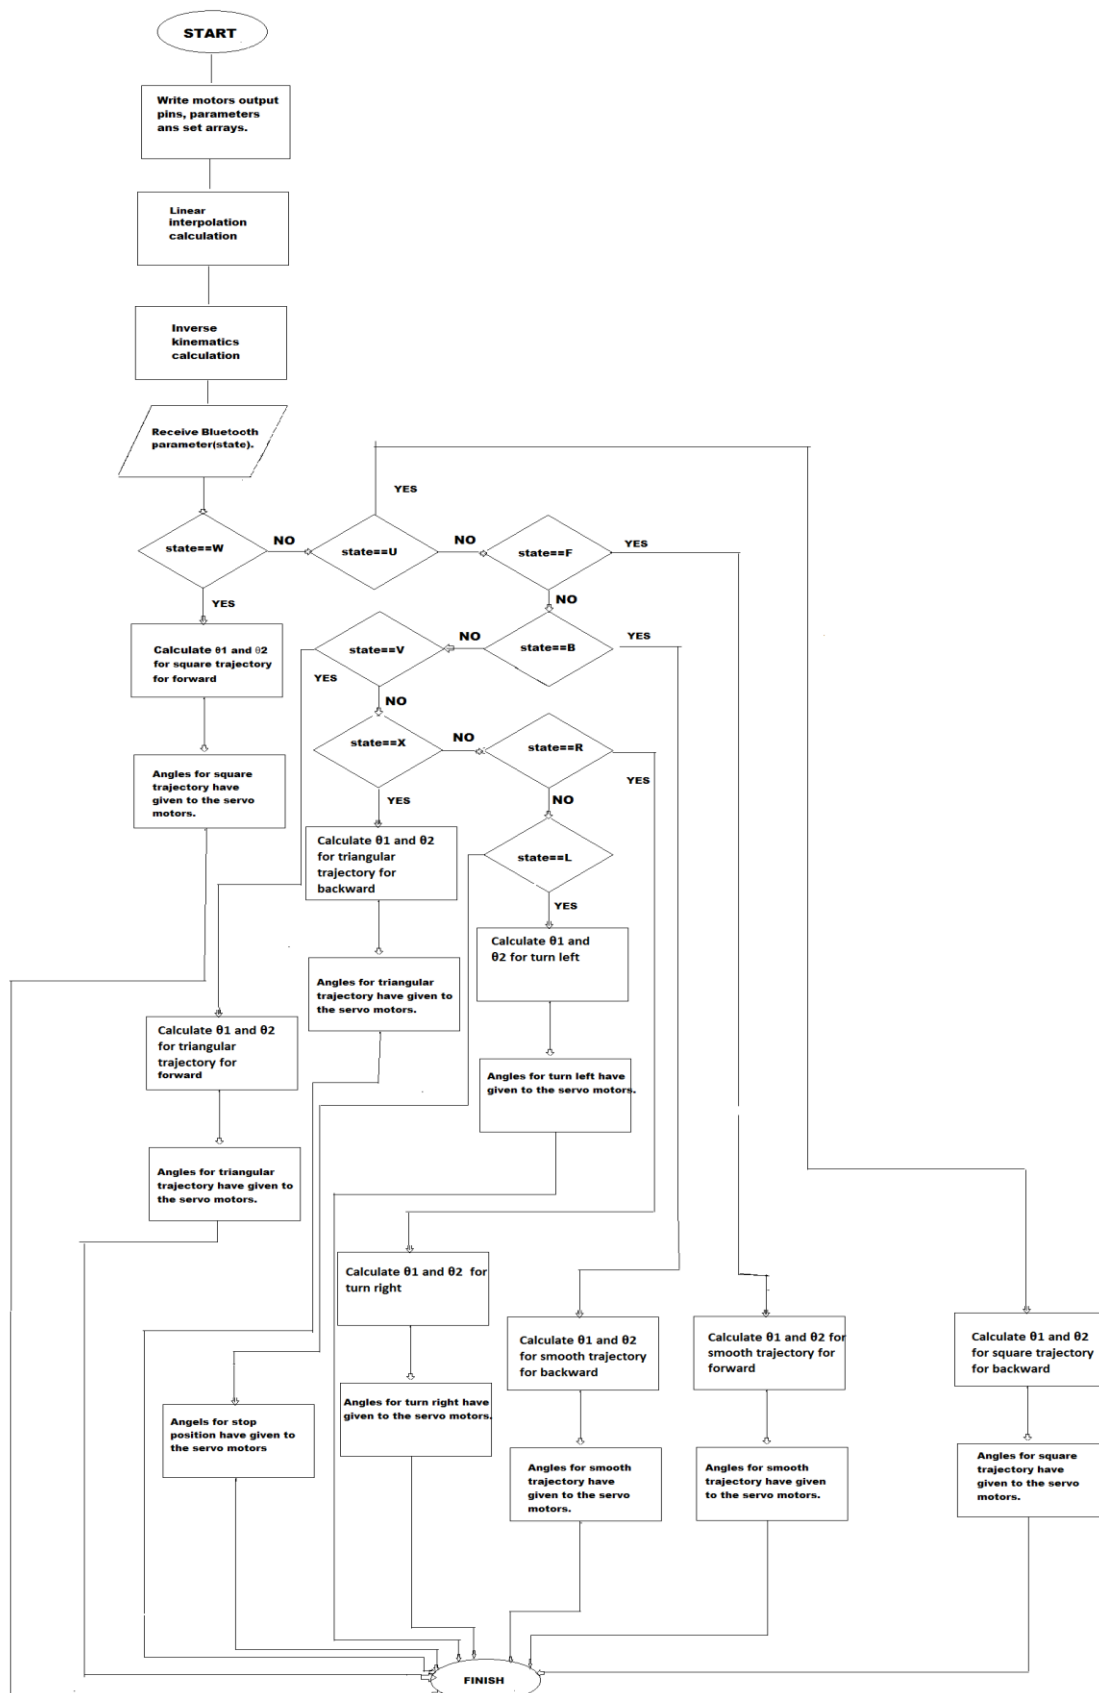 START
Write motors output
pins, parameters
ans set arrays.
Linear
interpolation
calculation
Inverse
kinematics
calculation
Receive Bluetooth
parameter(state).
YES
state==W
NO
state==U
NO
state==F
YES
YES
NO
Calculate θ1 and θ2
for square trajectory
for forward
state==V
NO
state==B
YES
YES
NO
state==X
NO
state==R
YES
Angles for square
trajectory have
given to the servo
motors.
YES
NO
Calculate θ1 and θ2
for triangular
trajectory for
backward
state==L
YES
Calculate θ1 and
θ2 for turn left
Angles for triangular
trajectory have given to
the servo motors.
Calculate θ1 and θ2
for triangular
trajectory for
forward
Angles for turn left have
given to the servo motors.
Angles for triangular
trajectory have given to
the servo motors.
Calculate θ1 and θ2 for
turn right
Calculate θ1 and θ2
for smooth trajectory
for backward
Calculate θ1 and θ2 for
smooth trajectory for
forward
Calculate θ1 and θ2
for square trajectory
for backward
Angels for stop
position have given to
the servo motors
Angles for turn right have
given to the servo motors.
Angles for smooth
trajectory have
given to the servo
motors.
Angles for smooth
trajectory have given
to the servo motors.
Angles for square
trajectory have
given to the servo
motors.
FINISH